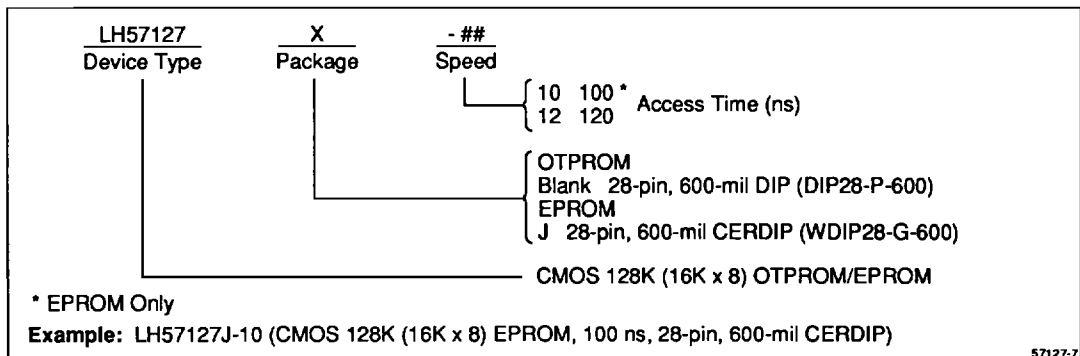 LH57127 X - ##
Device Type Package Speed
10 100 * Access Time (ns)
12 120
OTPROM
Blank 28-pin, 600-mil DIP (DIP28-P-600)
EPROM
J 28-pin, 600-mil CERDIP (WDIP28-G-600)
CMOS 128K (16K x 8) OTPROM/EPROM
* EPROM Only
Example: LH57127J-10 (CMOS 128K (16K x 8) EPROM, 100 ns, 28-pin, 600-mil CERDIP)
57127-7